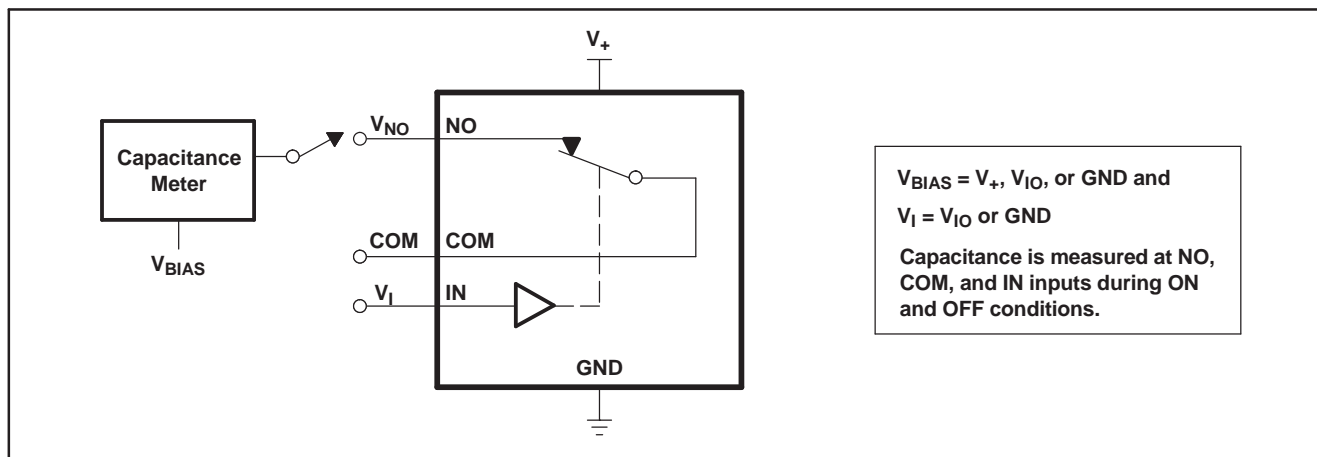 V+
VNO NO
Capacitance
Meter
VBIAS
COM COM
VI IN
GND
VBIAS = V+, VIO, or GND and
VI = VIO or GND
Capacitance is measured at NO,
COM, and IN inputs during ON
and OFF conditions.